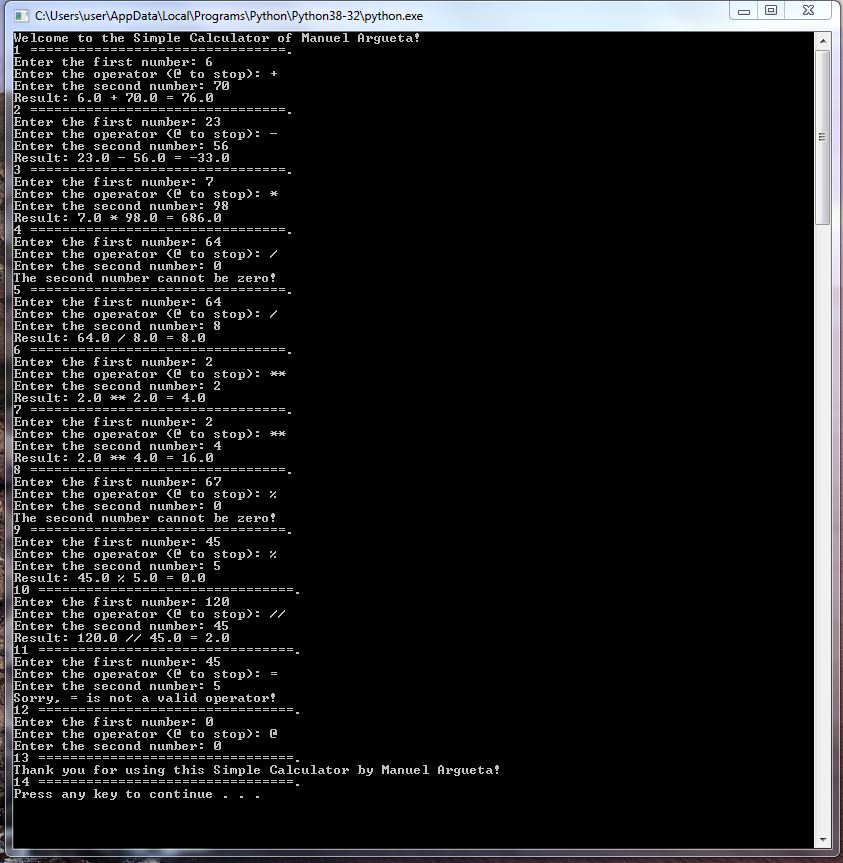 C:\Users\user\AppData\Local\Programs\Python\Python38-32\python.exe
Welcome to the Simple Calculator of Manuel Argueta!
1 ================================.
Enter the first number: 6
Enter the operator (@ to stop): +
Enter the second number: 70
Result: 6.0 + 70.0 = 76.0
2 ================================.
Enter the first number: 23
Enter the operator (@ to stop): -
Enter the second number: 56
Result: 23.0 - 56.0 = -33.0
3 ================================.
Enter the first number: 7
Enter the operator (@ to stop): *
Enter the second number: 98
Result: 7.0 * 98.0 = 686.0
4 ================================.
Enter the first number: 64
Enter the operator (@ to stop): /
Enter the second number: 0
The second number cannot be zero!
5 ================================.
Enter the first number: 64
Enter the operator (@ to stop): /
Enter the second number: 8
Result: 64.0 / 8.0 = 8.0
6 ================================.
Enter the first number: 2
Enter the operator (@ to stop): **
Enter the second number: 2
Result: 2.0 ** 2.0 = 4.0
7 ================================.
Enter the first number: 2
Enter the operator (@ to stop): **
Enter the second number: 4
Result: 2.0 ** 4.0 = 16.0
8 ================================.
Enter the first number: 67
Enter the operator (@ to stop): %
Enter the second number: 0
The second number cannot be zero!
9 ================================.
Enter the first number: 45
Enter the operator (@ to stop): %
Enter the second number: 5
Result: 45.0 % 5.0 = 0.0
10 ================================.
Enter the first number: 120
Enter the operator (@ to stop): //
Enter the second number: 45
Result: 120.0 // 45.0 = 2.0
11 ================================.
Enter the first number: 45
Enter the operator (@ to stop): =
Enter the second number: 5
Sorry, = is not a valid operator!
12 ================================.
Enter the first number: 0
Enter the operator (@ to stop): @
Enter the second number: 0
13 ================================.
Thank you for using this Simple Calculator by Manuel Argueta!
14 ================================.
Press any key to continue . . .